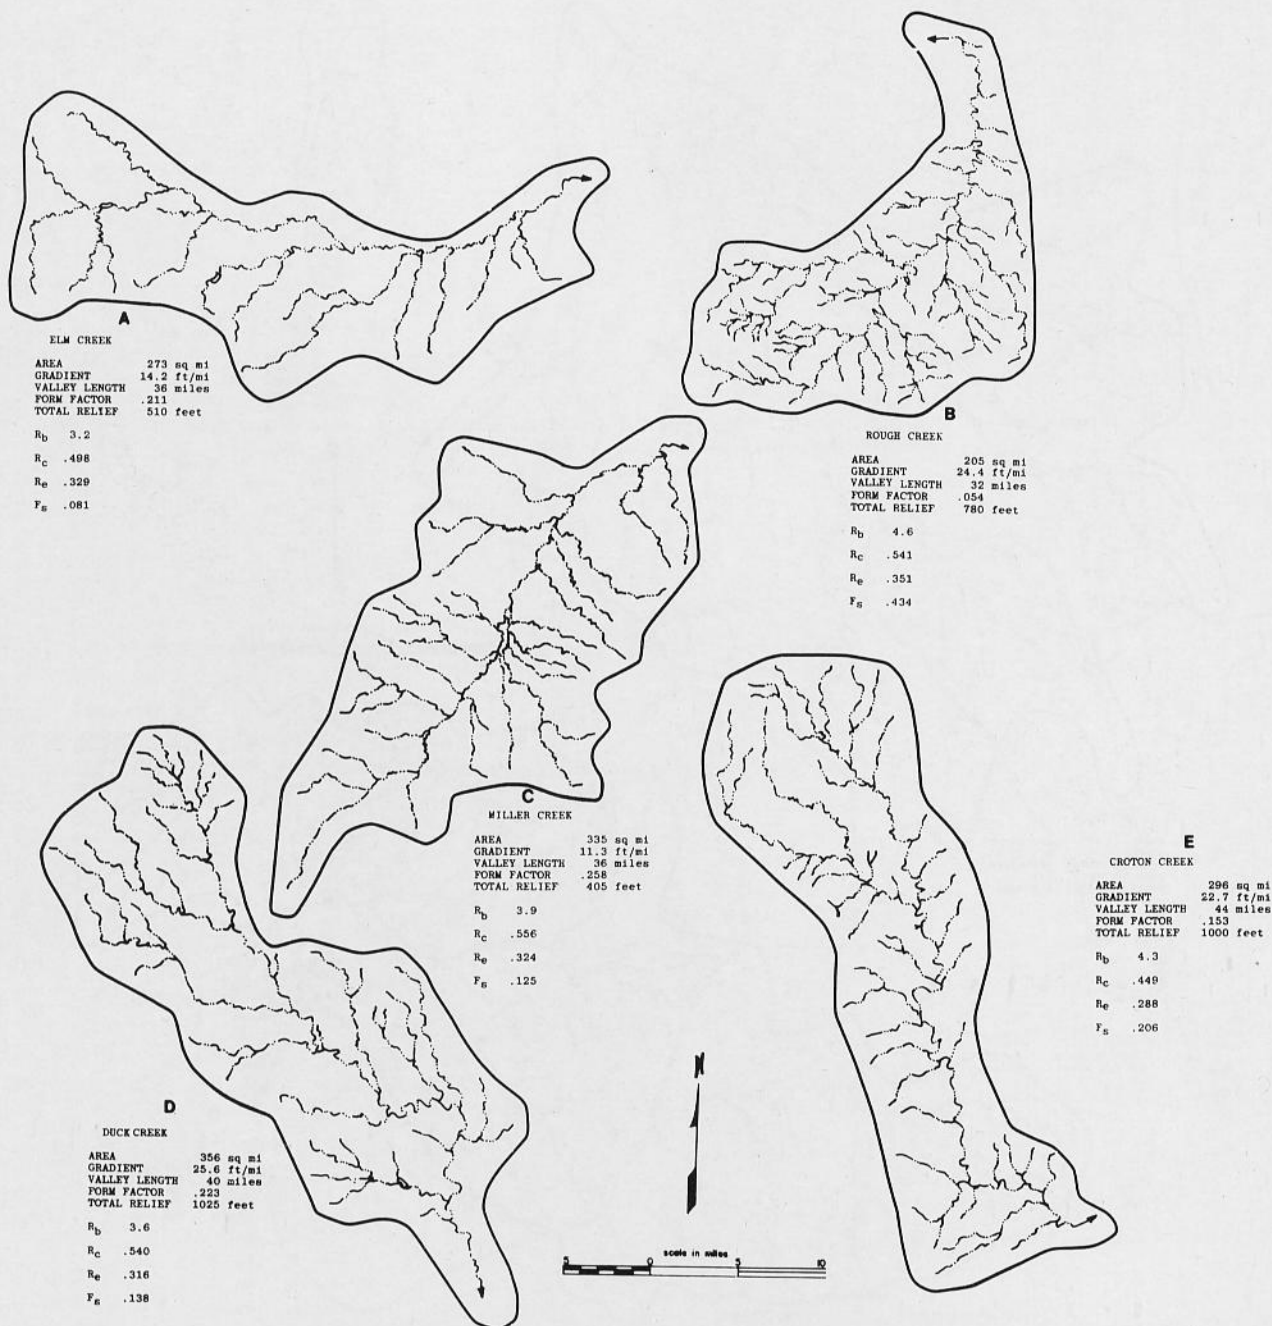 A
ELM CREEK
AREA 273 sq mi
GRADIENT 14.2 ft/mi
VALLEY LENGTH 36 miles
FORM FACTOR .211
TOTAL RELIEF 510 feet
Rb 3.2
Rc .498
Re .329
Fs .081
B
ROUGH CREEK
AREA 205 sq mi
GRADIENT 24.4 ft/mi
VALLEY LENGTH 32 miles
FORM FACTOR .054
TOTAL RELIEF 780 feet
Rb 4.6
Rc .541
Re .351
Fs .434
C
MILLER CREEK
AREA 335 sq mi
GRADIENT 11.3 ft/mi
VALLEY LENGTH 36 miles
FORM FACTOR .258
TOTAL RELIEF 405 feet
Rb 3.9
Rc .556
Re .324
Fs .125
D
DUCK CREEK
AREA 356 sq mi
GRADIENT 25.6 ft/mi
VALLEY LENGTH 40 miles
FORM FACTOR .223
TOTAL RELIEF 1025 feet
Rb 3.6
Rc .540
Re .316
Fs .138
E
CROTON CREEK
AREA 296 sq mi
GRADIENT 22.7 ft/mi
VALLEY LENGTH 44 miles
FORM FACTOR .153
TOTAL RELIEF 1000 feet
Rb 4.3
Rc .449
Re .288
Fs .206
N
scale in miles
5 0 5 10